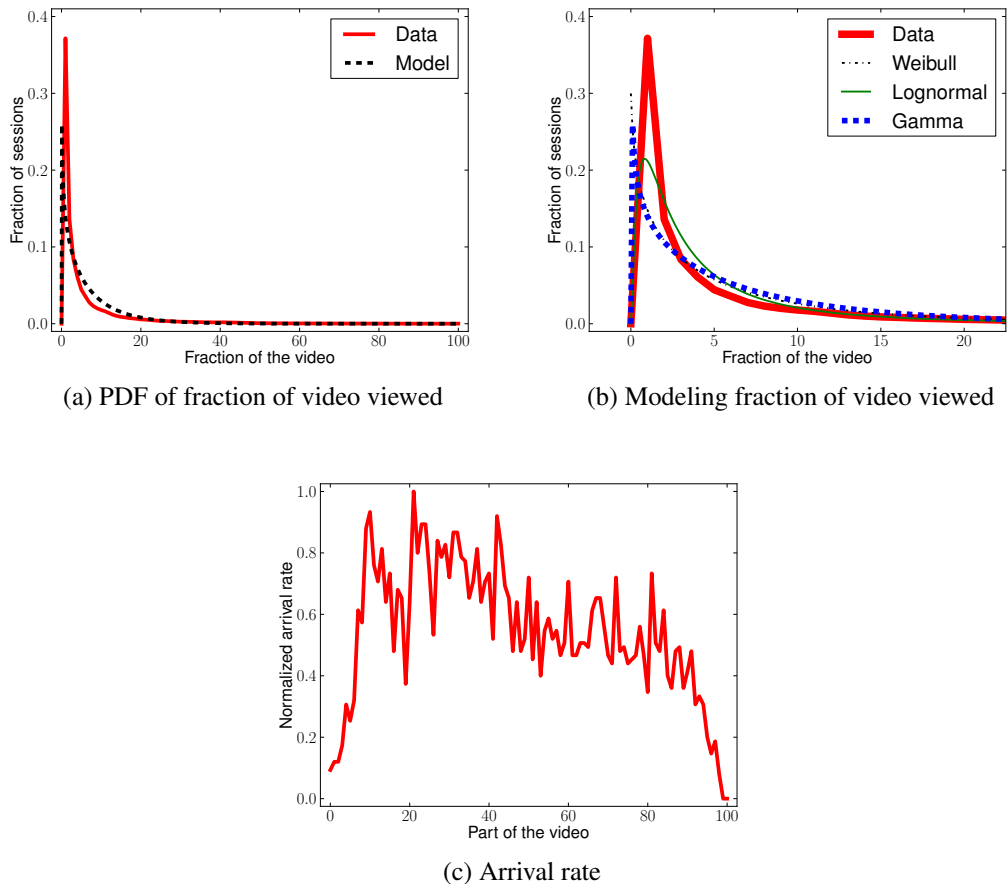 0.4
0.3
0.2
0.1
0.0
Fraction of sessions
Data
Model
0 20 40 60 80 100
Fraction of the video
(a) PDF of fraction of video viewed
0.4
0.3
0.2
0.1
0.0
Fraction of sessions
Data
Weibull
Lognormal
Gamma
0 5 10 15 20
Fraction of the video
(b) Modeling fraction of video viewed
1.0
0.8
0.6
0.4
0.2
0.0
Normalized arrival rate
0 20 40 60 80 100
Part of the video
(c) Arrival rate